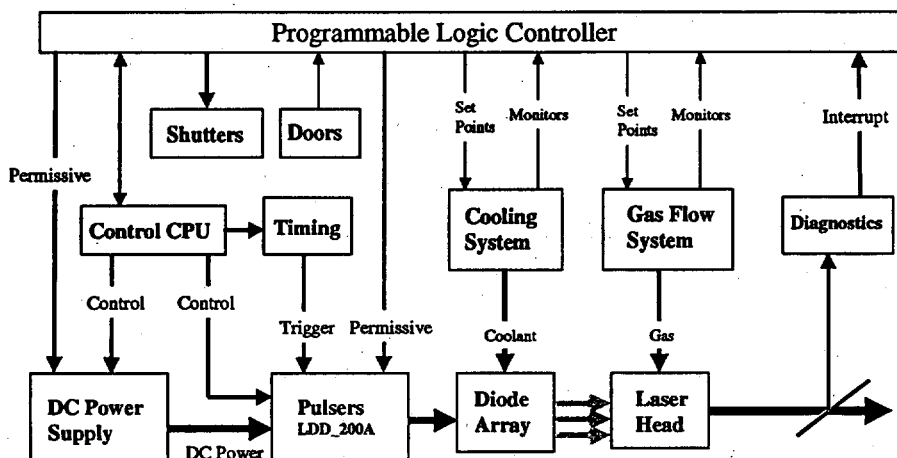 Programmable Logic Controller
Shutters
Doors
Set
Points
Monitors
Set
Points
Monitors
Interrupt
Permissive
Control CPU
Timing
Cooling
System
Gas Flow
System
Diagnostics
Control
Control
Trigger
Permissive
Coolant
Gas
DC Power
Supply
Pulsers
LDD_200A
Diode
Array
Laser
Head
DC Power